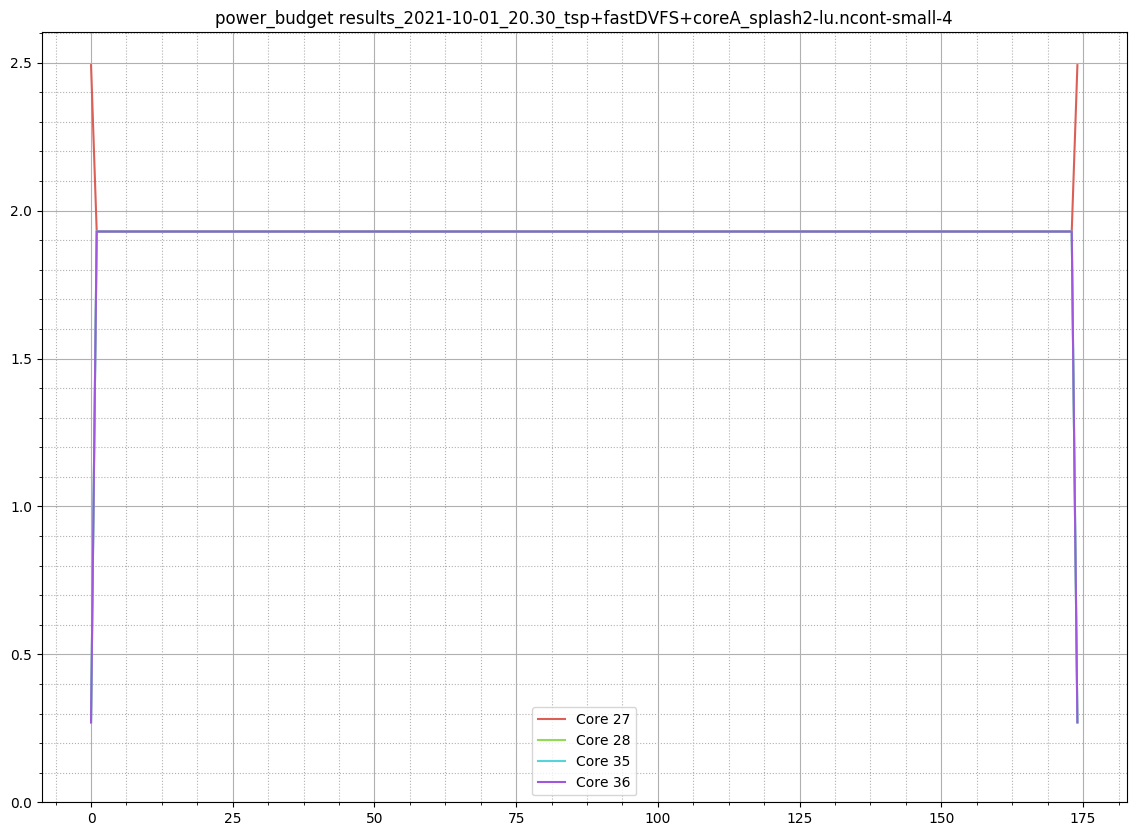 power_budget results_2021-10-01_20.30_tsp+fastDVFS+coreA_splash2-lu.ncont-small-4
2.5
2.0
1.5
1.0
0.5
0.0
Core 27
Core 28
Core 35
Core 36
0 25 50 75 100 125 150 175